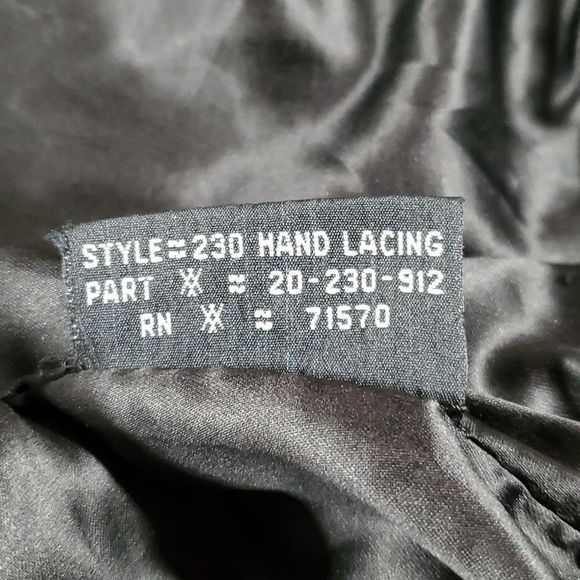 STYLE=230 HAND LACING
PART # = 20-230-912
RN # = 71570